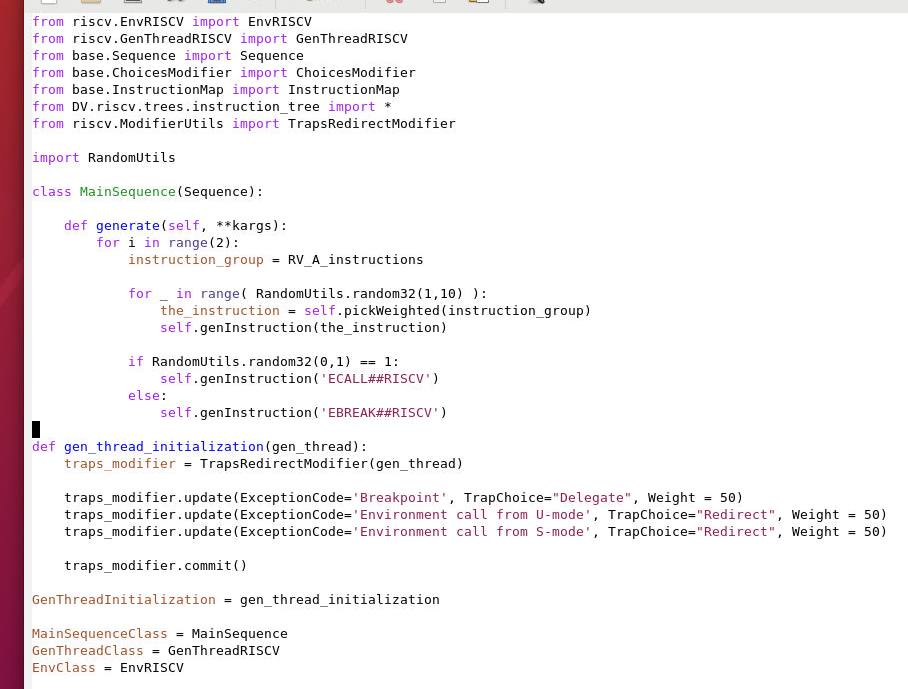 from riscv.EnvRISCV import EnvRISCV
from riscv.GenThreadRISCV import GenThreadRISCV
from base.Sequence import Sequence
from base.ChoicesModifier import ChoicesModifier
from base.InstructionMap import InstructionMap
from DV.riscv.trees.instruction_tree import *
from riscv.ModifierUtils import TrapsRedirectModifier

import RandomUtils

class MainSequence(Sequence):

    def generate(self, **kargs):
        for i in range(2):
            instruction_group = RV_A_instructions

            for _ in range( RandomUtils.random32(1,10) ):
                the_instruction = self.pickWeighted(instruction_group)
                self.genInstruction(the_instruction)

            if RandomUtils.random32(0,1) == 1:
                self.genInstruction('ECALL##RISCV')
            else:
                self.genInstruction('EBREAK##RISCV')

def gen_thread_initialization(gen_thread):
    traps_modifier = TrapsRedirectModifier(gen_thread)

    traps_modifier.update(ExceptionCode='Breakpoint', TrapChoice="Delegate", Weight = 50)
    traps_modifier.update(ExceptionCode='Environment call from U-mode', TrapChoice="Redirect", Weight = 50)
    traps_modifier.update(ExceptionCode='Environment call from S-mode', TrapChoice="Redirect", Weight = 50)

    traps_modifier.commit()

GenThreadInitialization = gen_thread_initialization

MainSequenceClass = MainSequence
GenThreadClass = GenThreadRISCV
EnvClass = EnvRISCV